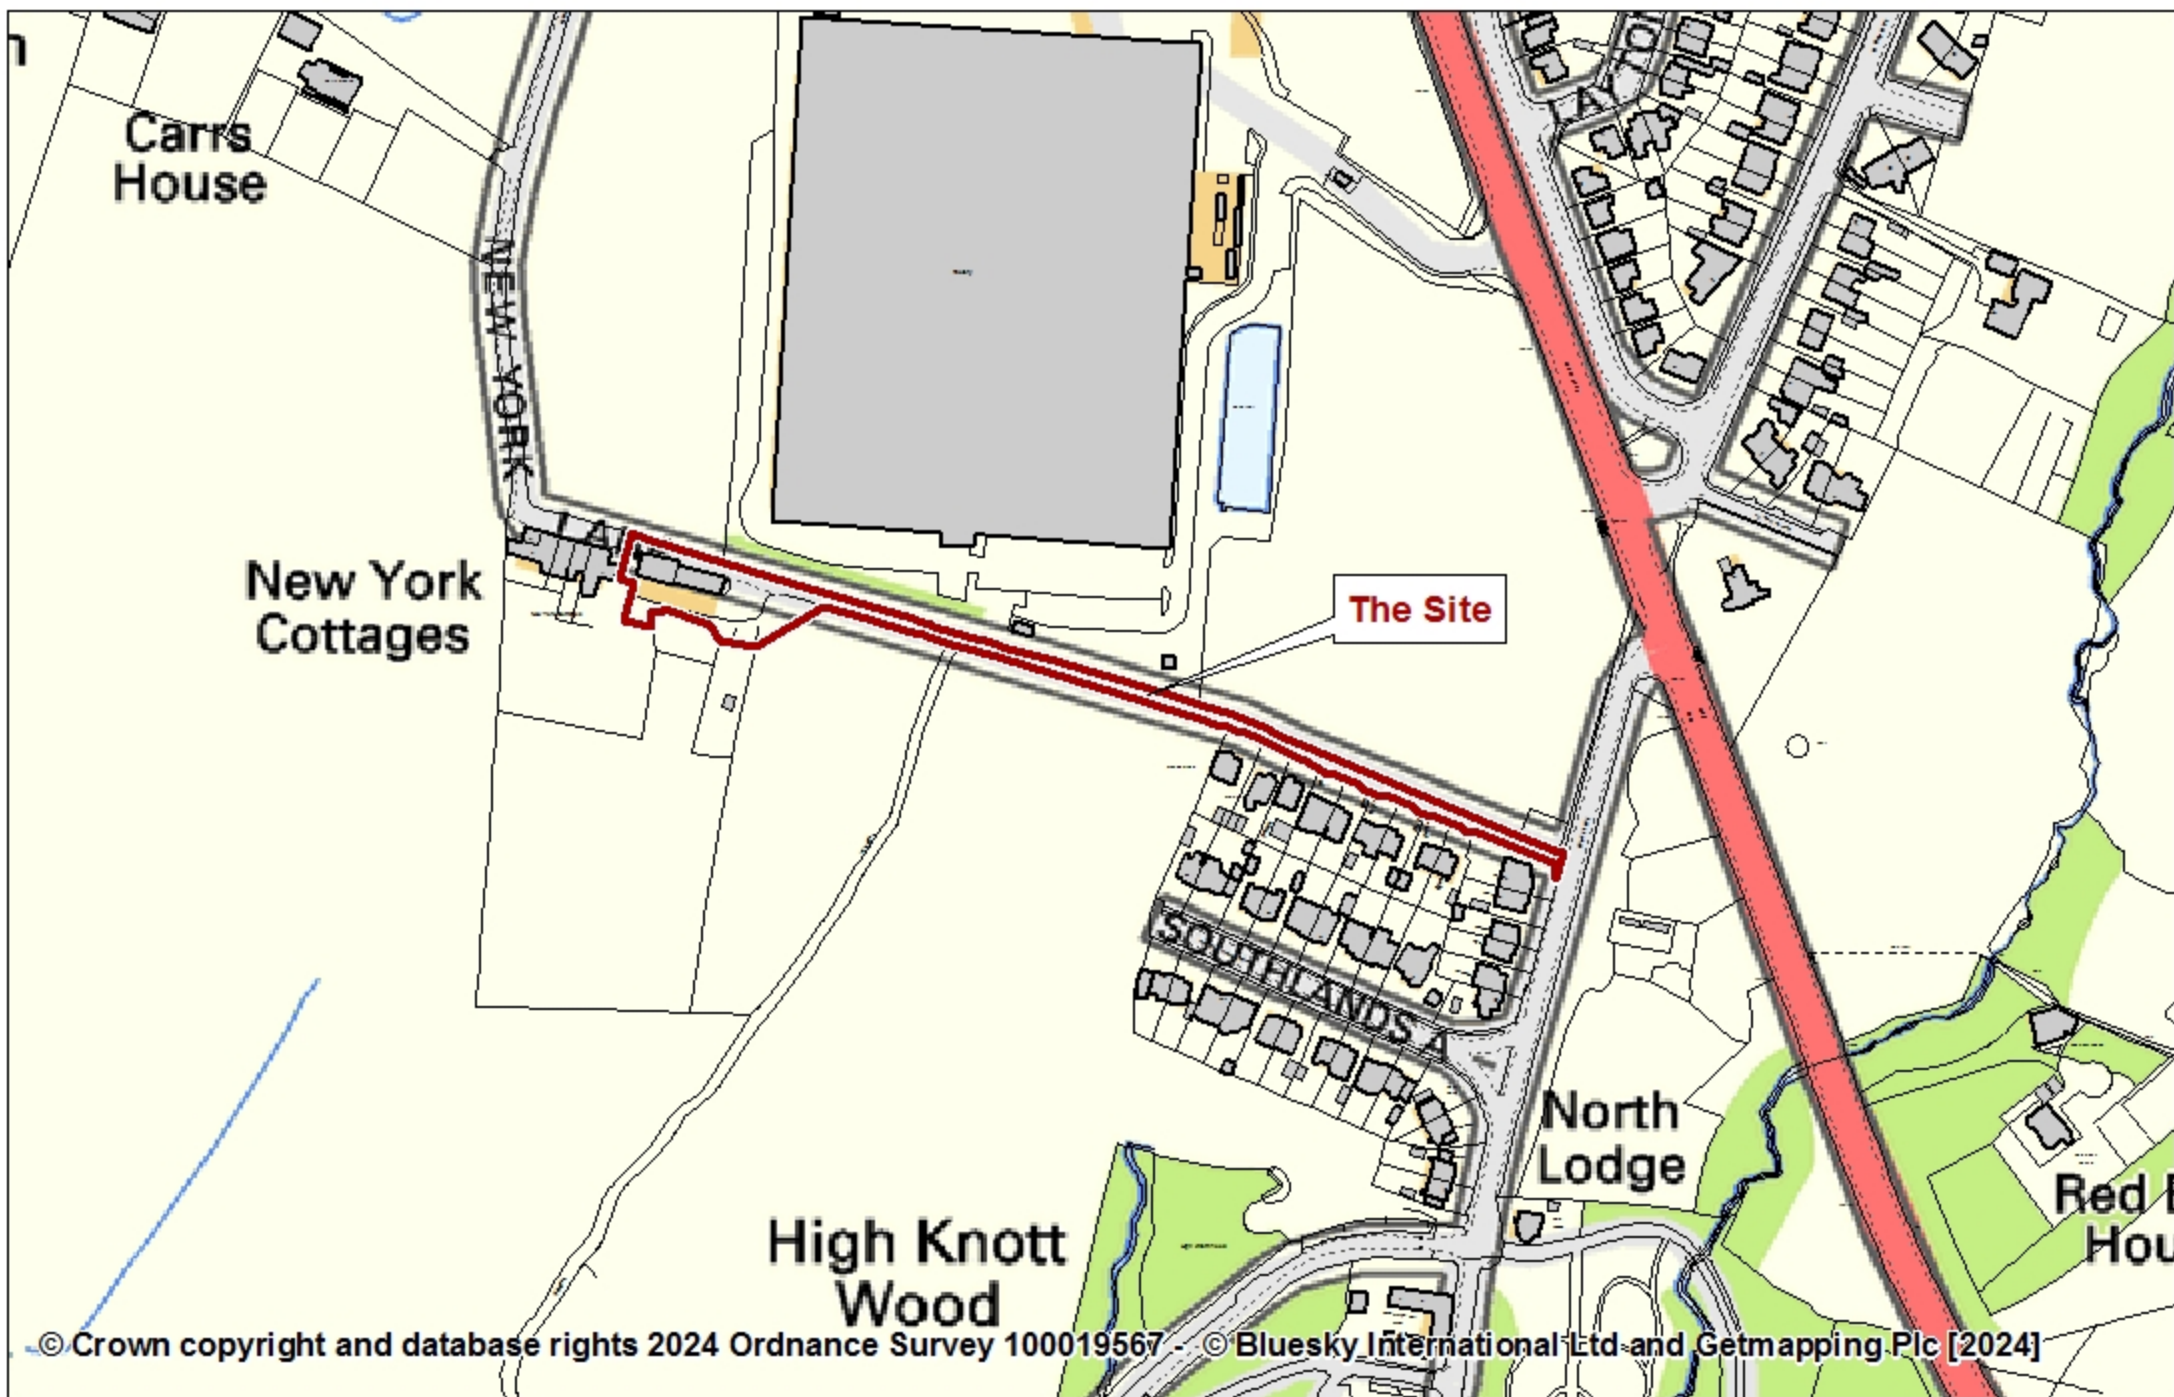 Carrs
House
NEW YORK
LA
New York
Cottages
The Site
SOUTHLANDS A
North
Lodge
High Knott
Wood
Red
Hou
© Crown copyright and database rights 2024 Ordnance Survey 100019567 - © Bluesky International Ltd and Getmapping Plc [2024]